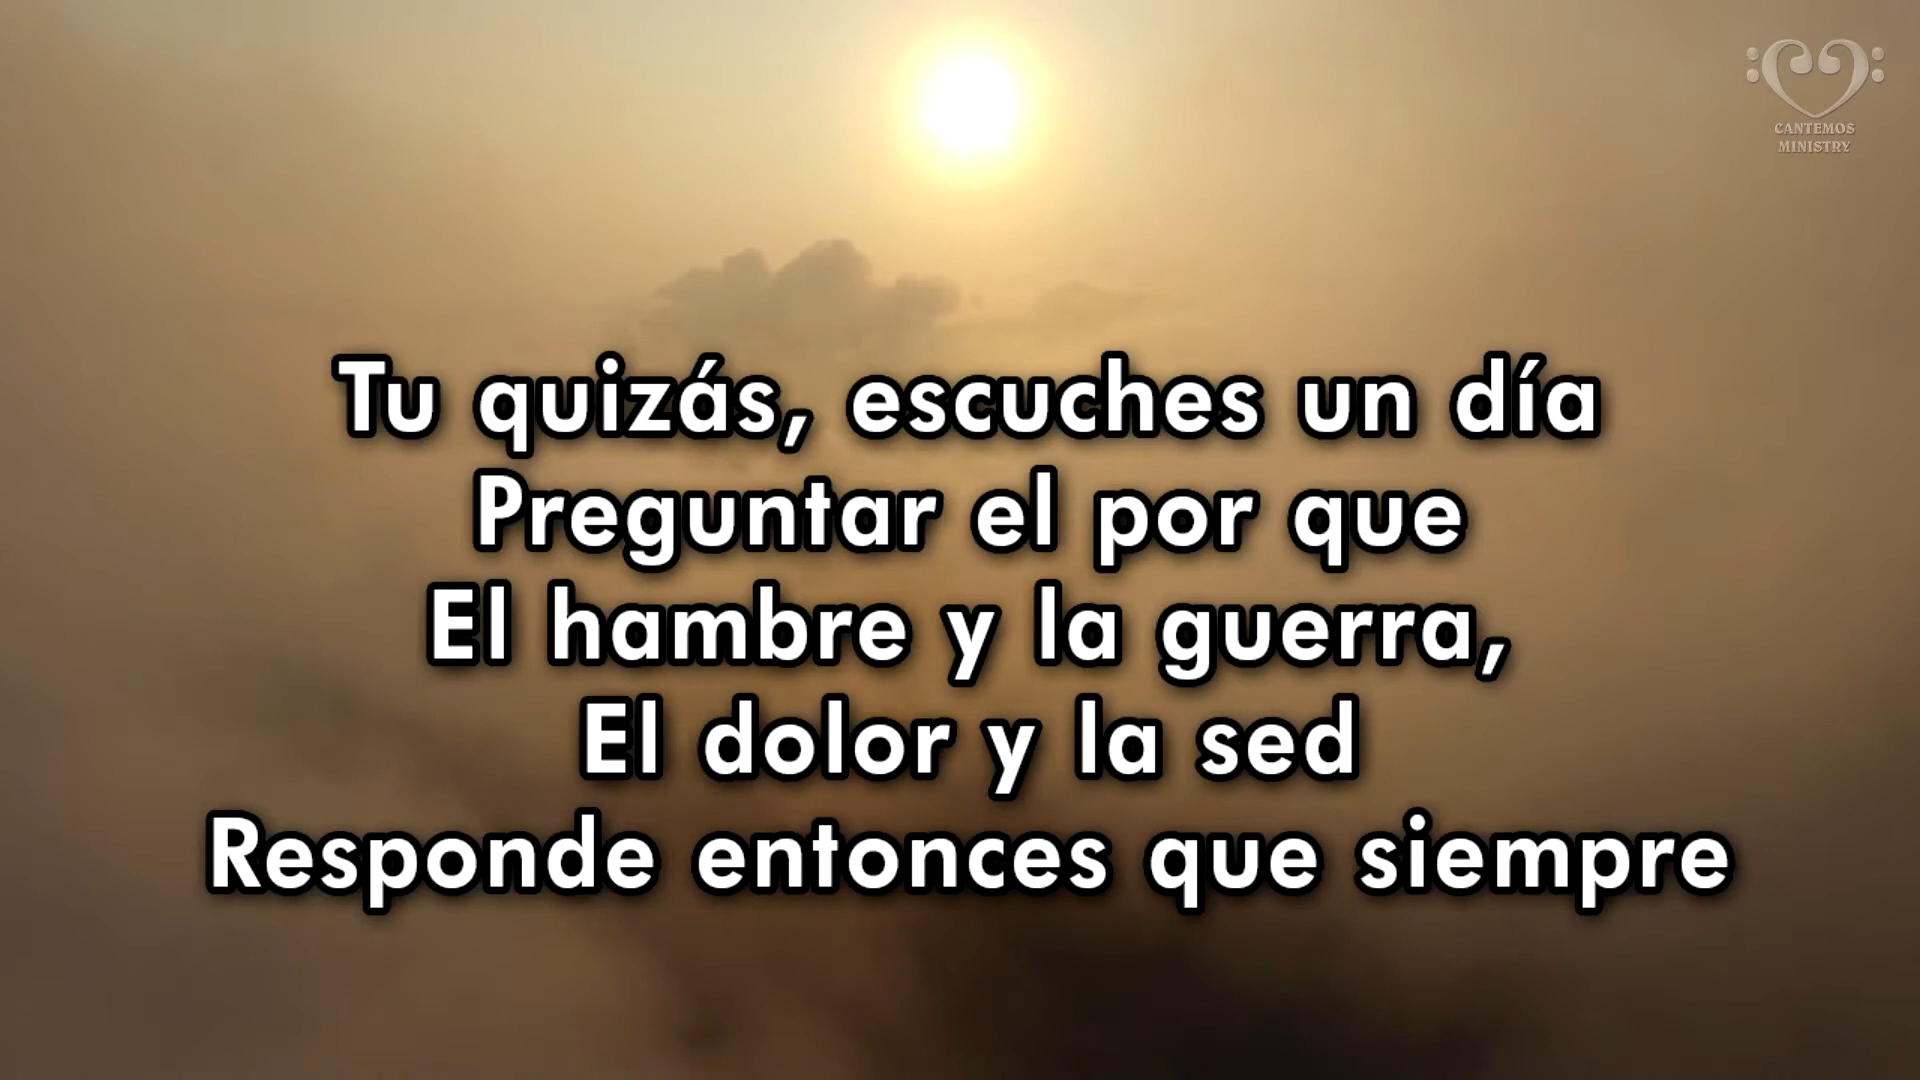 CANTEMOS
MINISTRY
Tu quizás, escuches un día
Preguntar el por que
El hambre y la guerra,
El dolor y la sed
Responde entonces que siempre